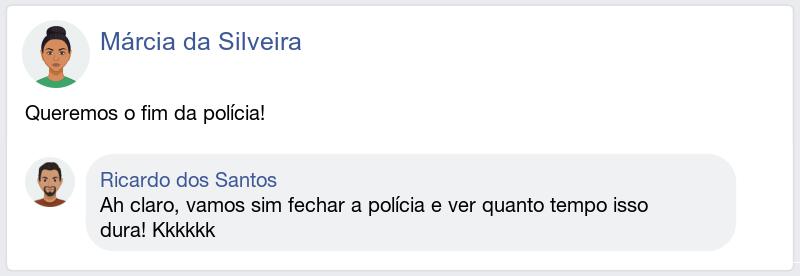 Márcia da Silveira
Queremos o fim da polícia!
Ricardo dos Santos
Ah claro, vamos sim fechar a polícia e ver quanto tempo isso
dura! Kkkkkk